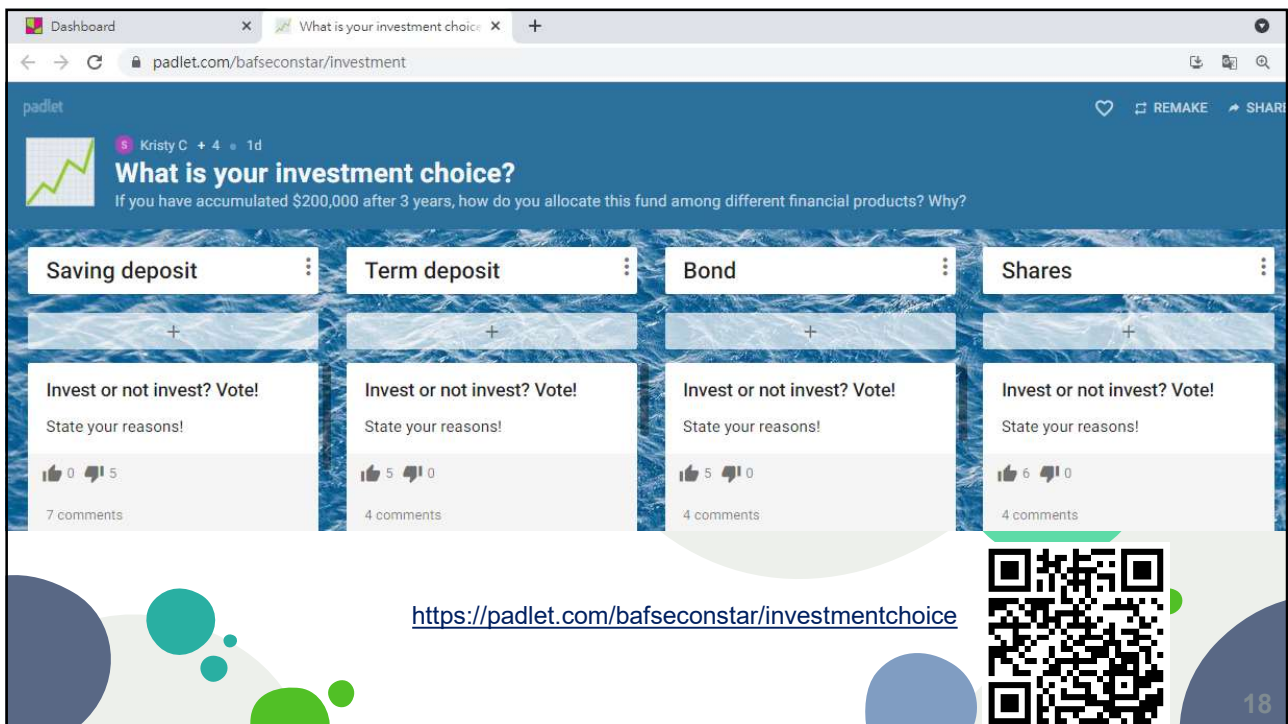 Dashboard
What is your investment choice
padlet.com/bafseconstar/investment
padlet
REMAKE
SHARE
S Kristy C + 4 • 1d
What is your investment choice?
If you have accumulated $200,000 after 3 years, how do you allocate this fund among different financial products? Why?
Saving deposit
Term deposit
Bond
Shares
+
+
+
+
Invest or not invest? Vote!
State your reasons!
0 5
7 comments
Invest or not invest? Vote!
State your reasons!
5 0
4 comments
Invest or not invest? Vote!
State your reasons!
5 0
4 comments
Invest or not invest? Vote!
State your reasons!
6 0
4 comments
https://padlet.com/bafseconstar/investmentchoice
18